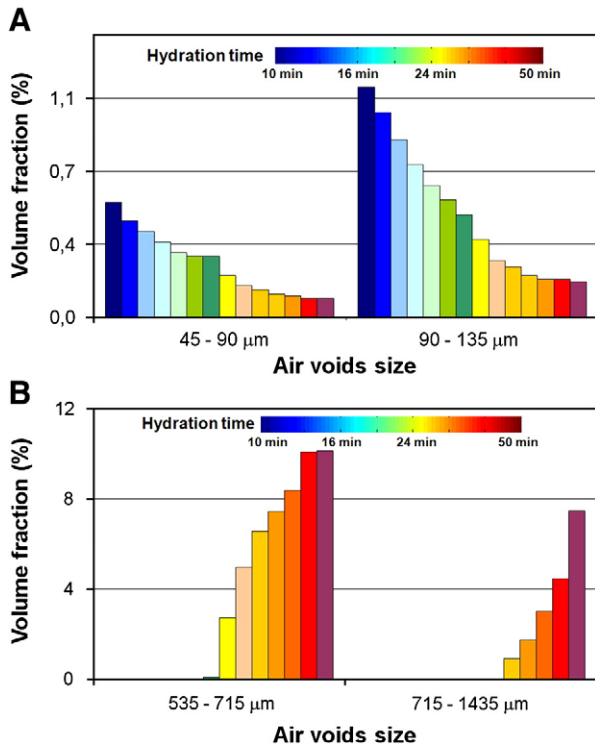 A
Hydration time
10 min 16 min 24 min 50 min
Volume fraction (%)
1,1
0,7
0,4
0,0
45 - 90 μm 90 - 135 μm
Air voids size
B
Hydration time
10 min 16 min 24 min 50 min
Volume fraction (%)
12
8
4
0
535 - 715 μm 715 - 1435 μm
Air voids size